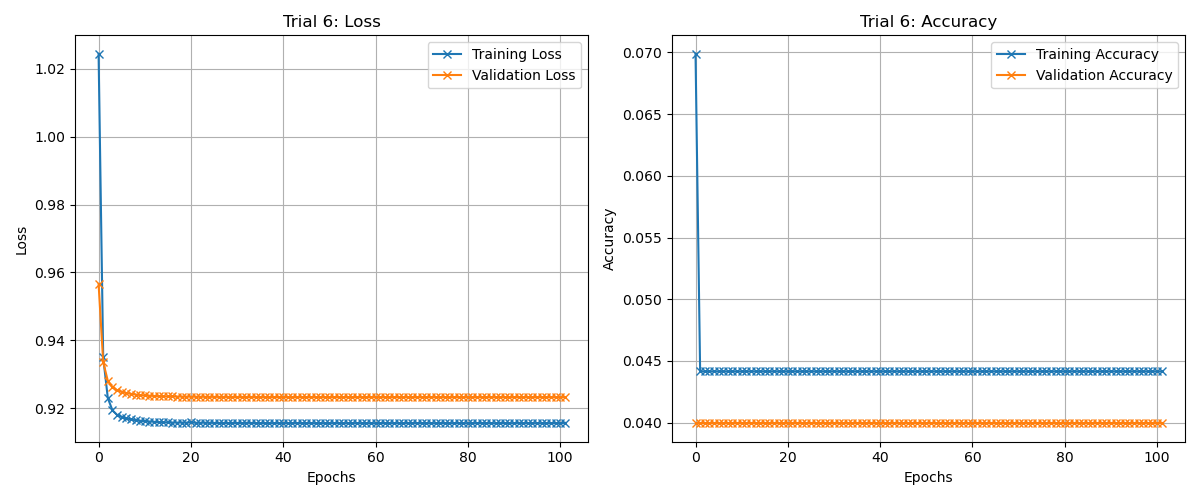 Trial 6: Loss
Training Loss
Validation Loss
1.02
1.00
0.98
0.96
0.94
0.92
Loss
0
20
40
60
80
100
Epochs
Trial 6: Accuracy
Training Accuracy
Validation Accuracy
0.070
0.065
0.060
0.055
0.050
0.045
0.040
Accuracy
0
20
40
60
80
100
Epochs